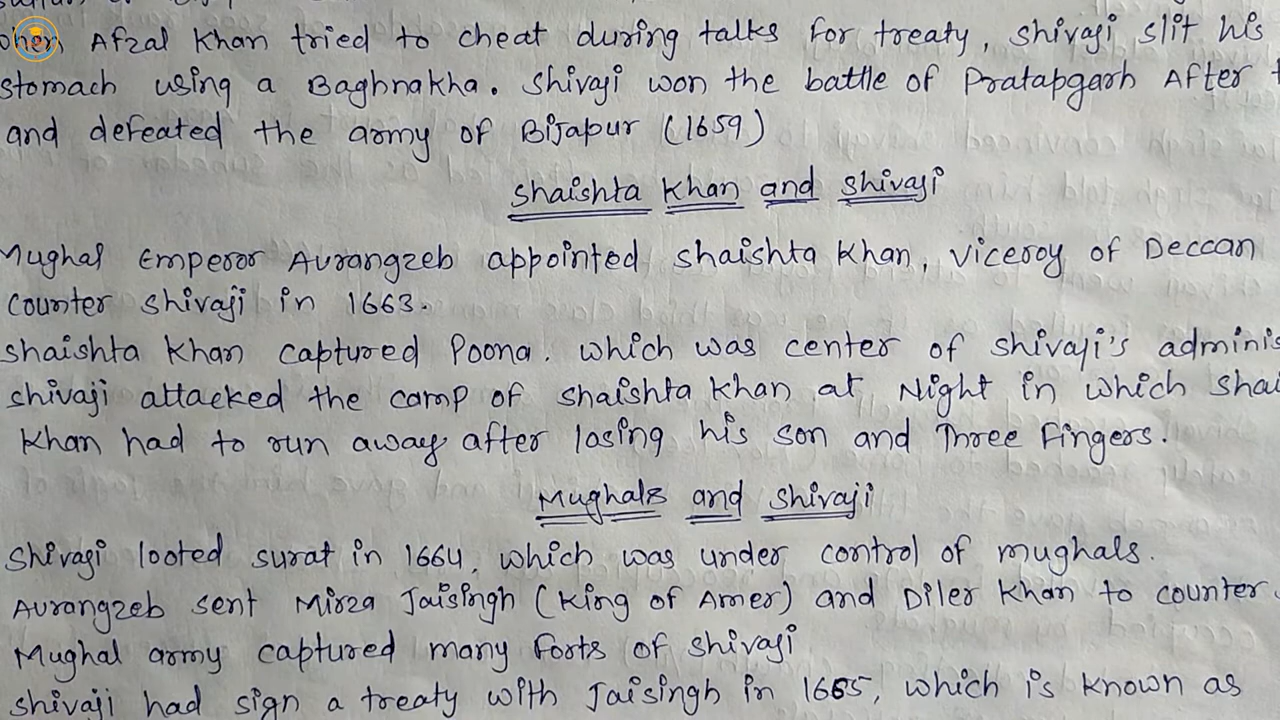 when Afzal Khan tried to cheat during talks for treaty, Shivaji slit his
stomach using a Baghnakha. Shivaji won the battle of Pratapgarh After
and defeated the army of Bijapur (1659)
Shaishta Khan and Shivaji
Mughal Emperor Aurangzeb appointed Shaishta Khan, viceroy of Deccan
counter Shivaji in 1663.
Shaishta Khan captured Poona. which was center of Shivaji's adminis
Shivaji attacked the camp of Shaishta Khan at Night in which Shai
Khan had to run away after losing his son and Three Fingers.
Mughals and Shivaji
Shivaji looted Surat in 1664, which was under control of mughals.
Aurangzeb sent Mirza Jaisingh (King of Amer) and Diler Khan to counter
Mughal army captured many forts of Shivaji
Shivaji had sign a treaty with Jaisingh in 1665, which is known as